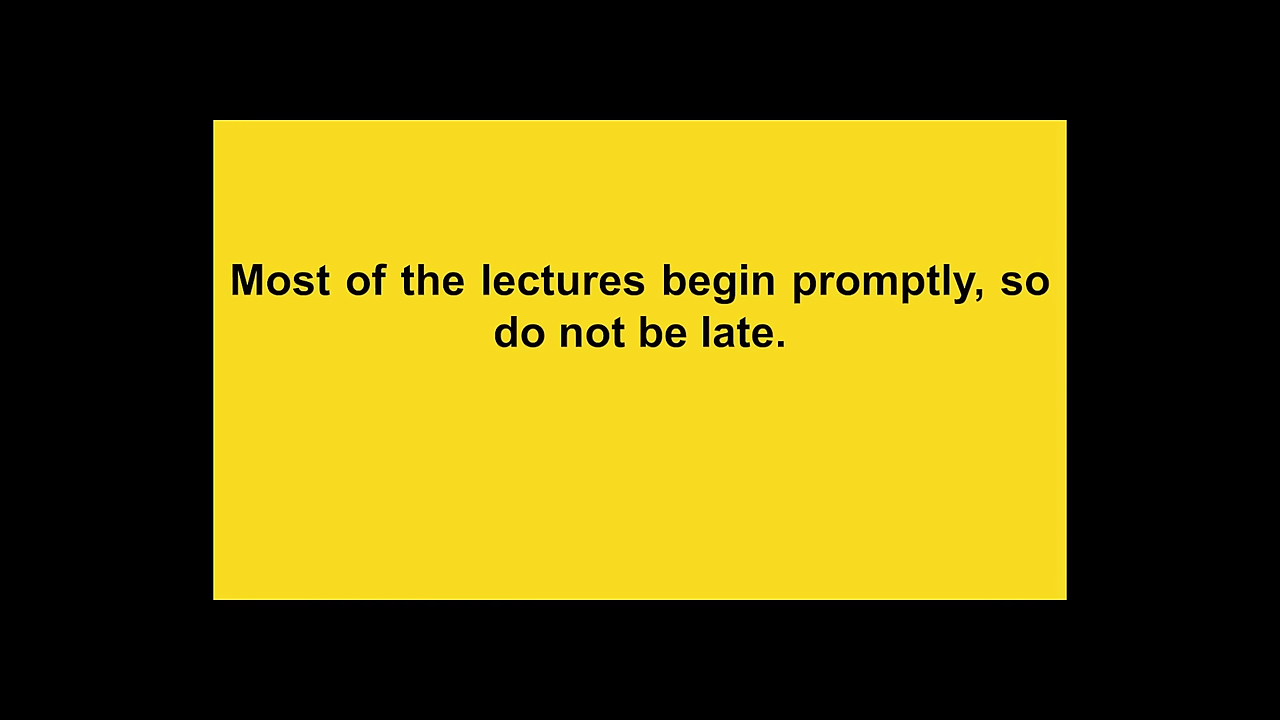 Most of the lectures begin promptly, so
do not be late.